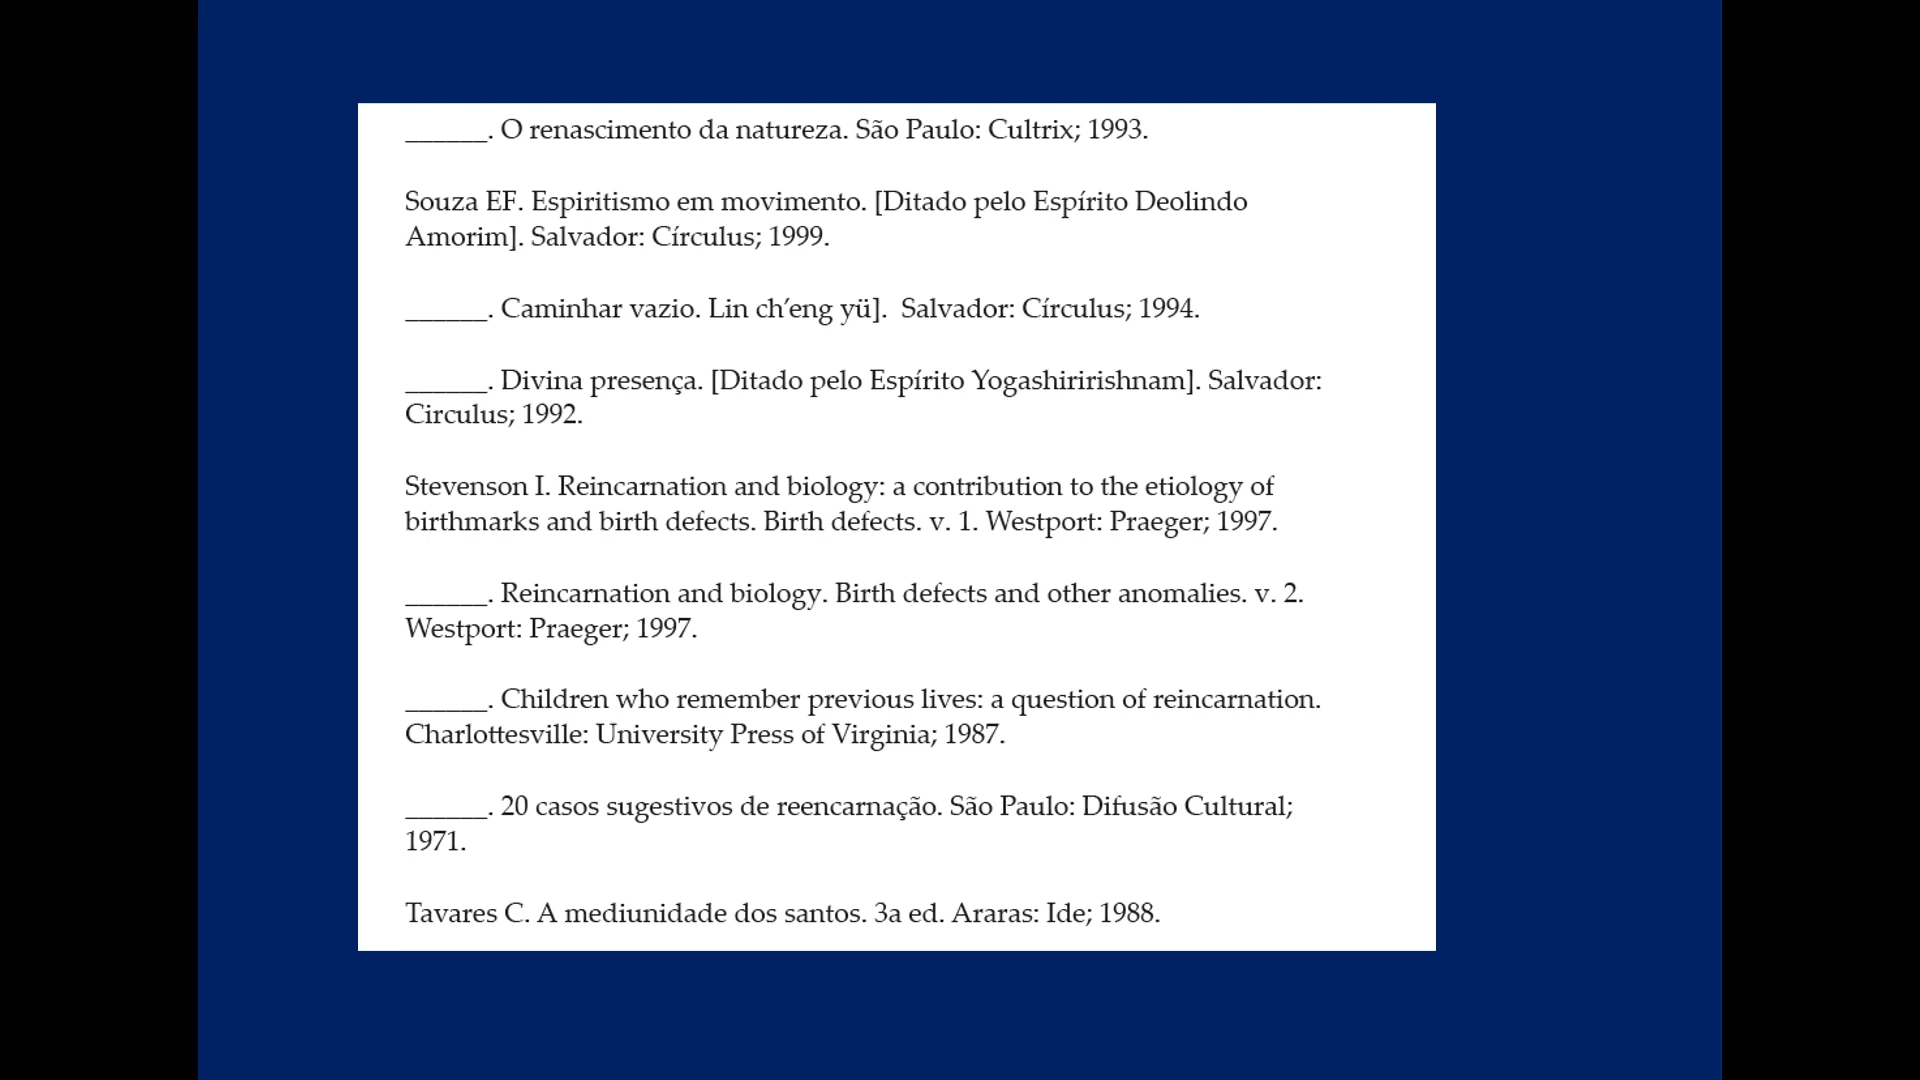 ______. O renascimento da natureza. São Paulo: Cultrix; 1993.
Souza EF. Espiritismo em movimento. [Ditado pelo Espírito Deolindo
Amorim]. Salvador: Círculus; 1999.
______. Caminhar vazio. Lin ch’eng yü].  Salvador: Círculus; 1994.
______. Divina presença. [Ditado pelo Espírito Yogashiririshnam]. Salvador:
Circulus; 1992.
Stevenson I. Reincarnation and biology: a contribution to the etiology of
birthmarks and birth defects. Birth defects. v. 1. Westport: Praeger; 1997.
______. Reincarnation and biology. Birth defects and other anomalies. v. 2.
Westport: Praeger; 1997.
______. Children who remember previous lives: a question of reincarnation.
Charlottesville: University Press of Virginia; 1987.
______. 20 casos sugestivos de reencarnação. São Paulo: Difusão Cultural;
1971.
Tavares C. A mediunidade dos santos. 3a ed. Araras: Ide; 1988.